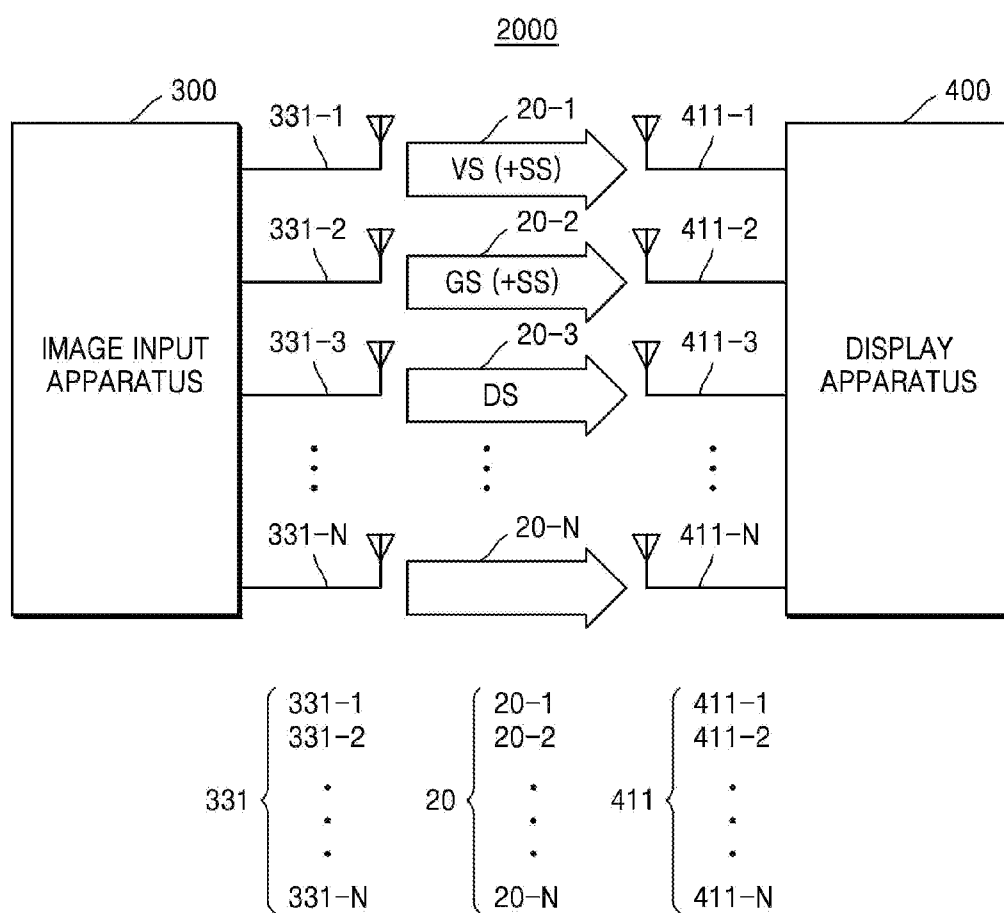 2000
300
331-1
20-1
411-1
400
VS (+SS)
331-2
20-2
411-2
GS (+SS)
IMAGE INPUT
APPARATUS
331-3
20-3
411-3
DS
DISPLAY
APPARATUS
331-N
20-N
411-N
331
331-1
331-2
331-N
20
20-1
20-2
20-N
411
411-1
411-2
411-N